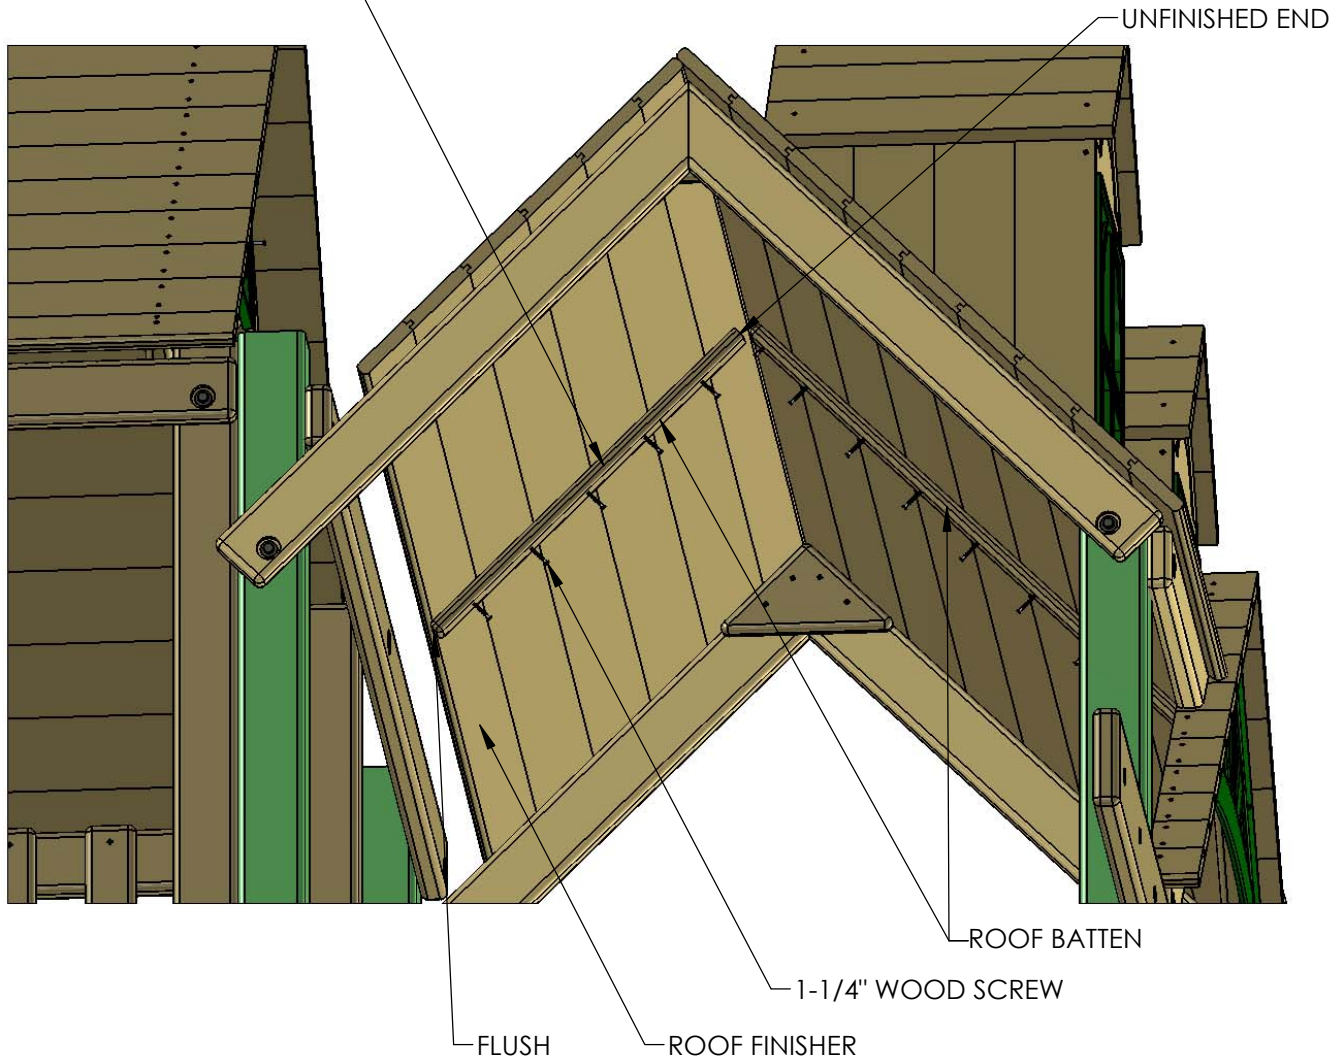 UNFINISHED END
ROOF BATTEN
1-1/4" WOOD SCREW
FLUSH
ROOF FINISHER